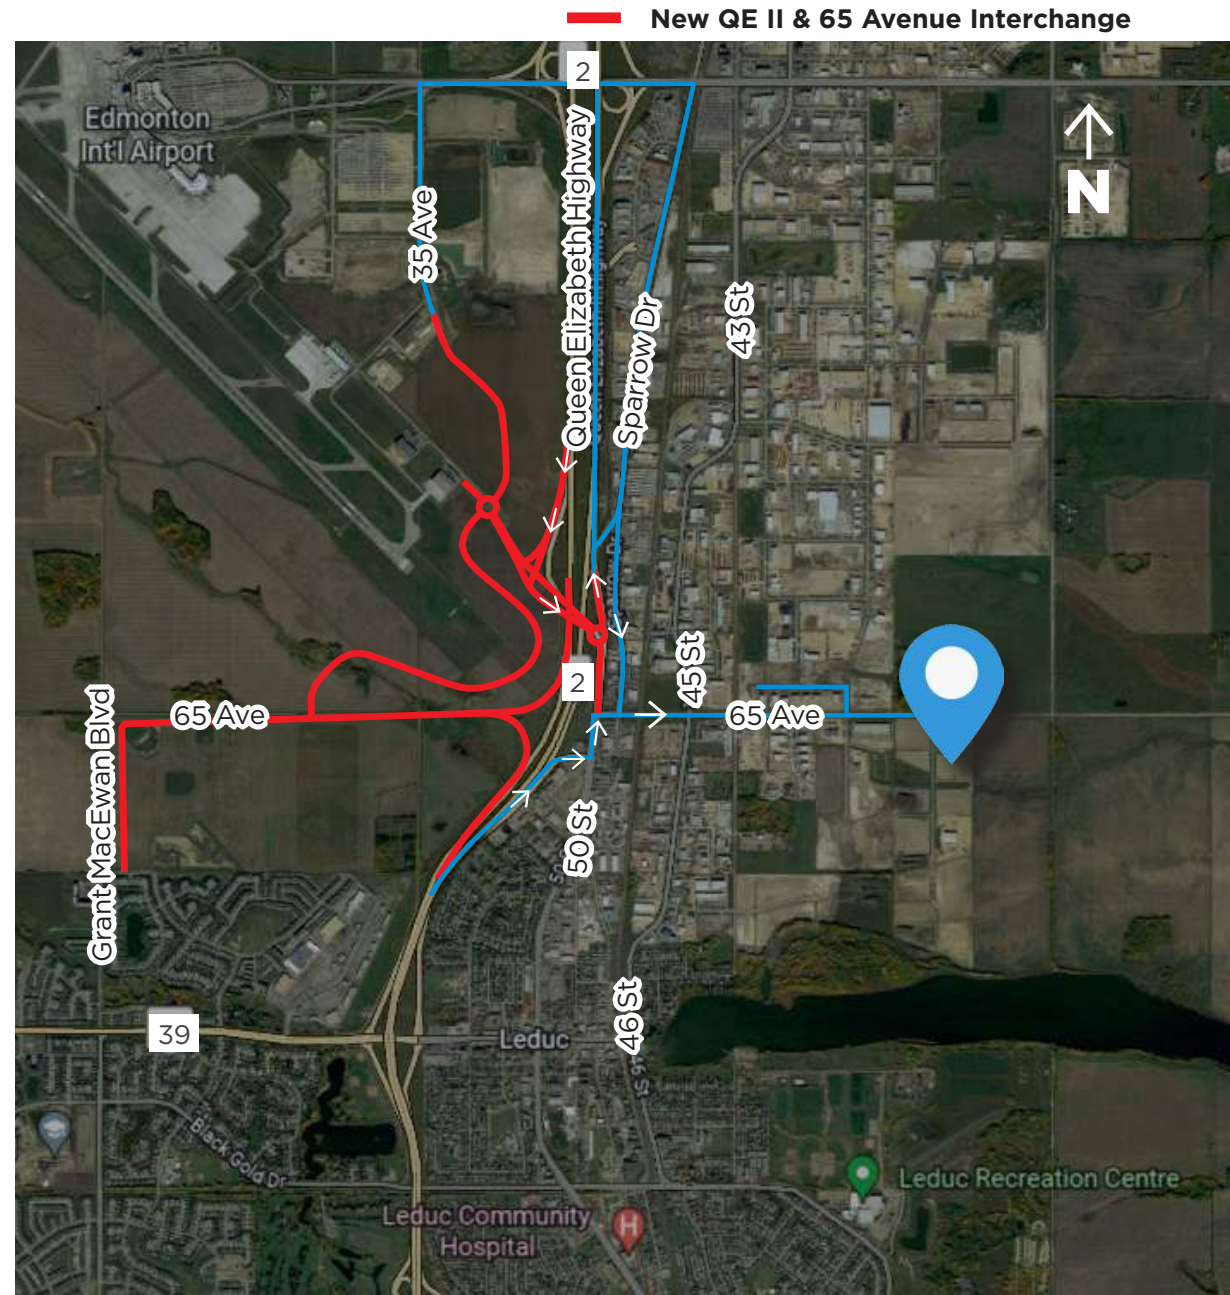 New QE II & 65 Avenue Interchange
2
Edmonton
Int'l Airport
N
35 Ave
Queen Elizabeth Highway
Sparrow Dr
43 St
45 St
2
65 Ave
65 Ave
Grant MacEwan Blvd
50 St
46 St
39
Leduc
46 St
Black Gold Dr
Leduc Recreation Centre
Leduc Community
Hospital
H